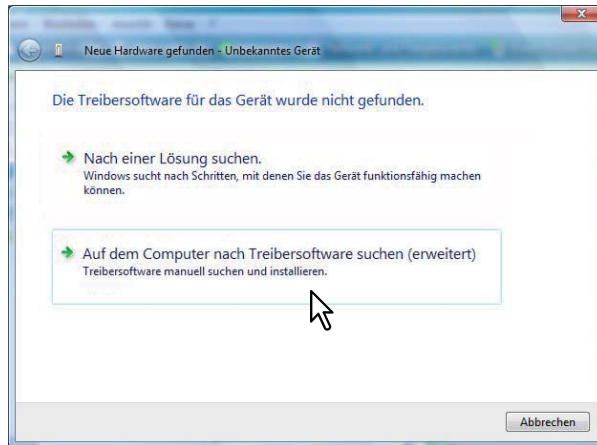 Neue Hardware gefunden - Unbekanntes Gerät
Die Treibersoftware für das Gerät wurde nicht gefunden.
Nach einer Lösung suchen.
Windows sucht nach Schritten, mit denen Sie das Gerät funktionsfähig machen
können.
Auf dem Computer nach Treibersoftware suchen (erweitert)
Treibersoftware manuell suchen und installieren.
Abbrechen